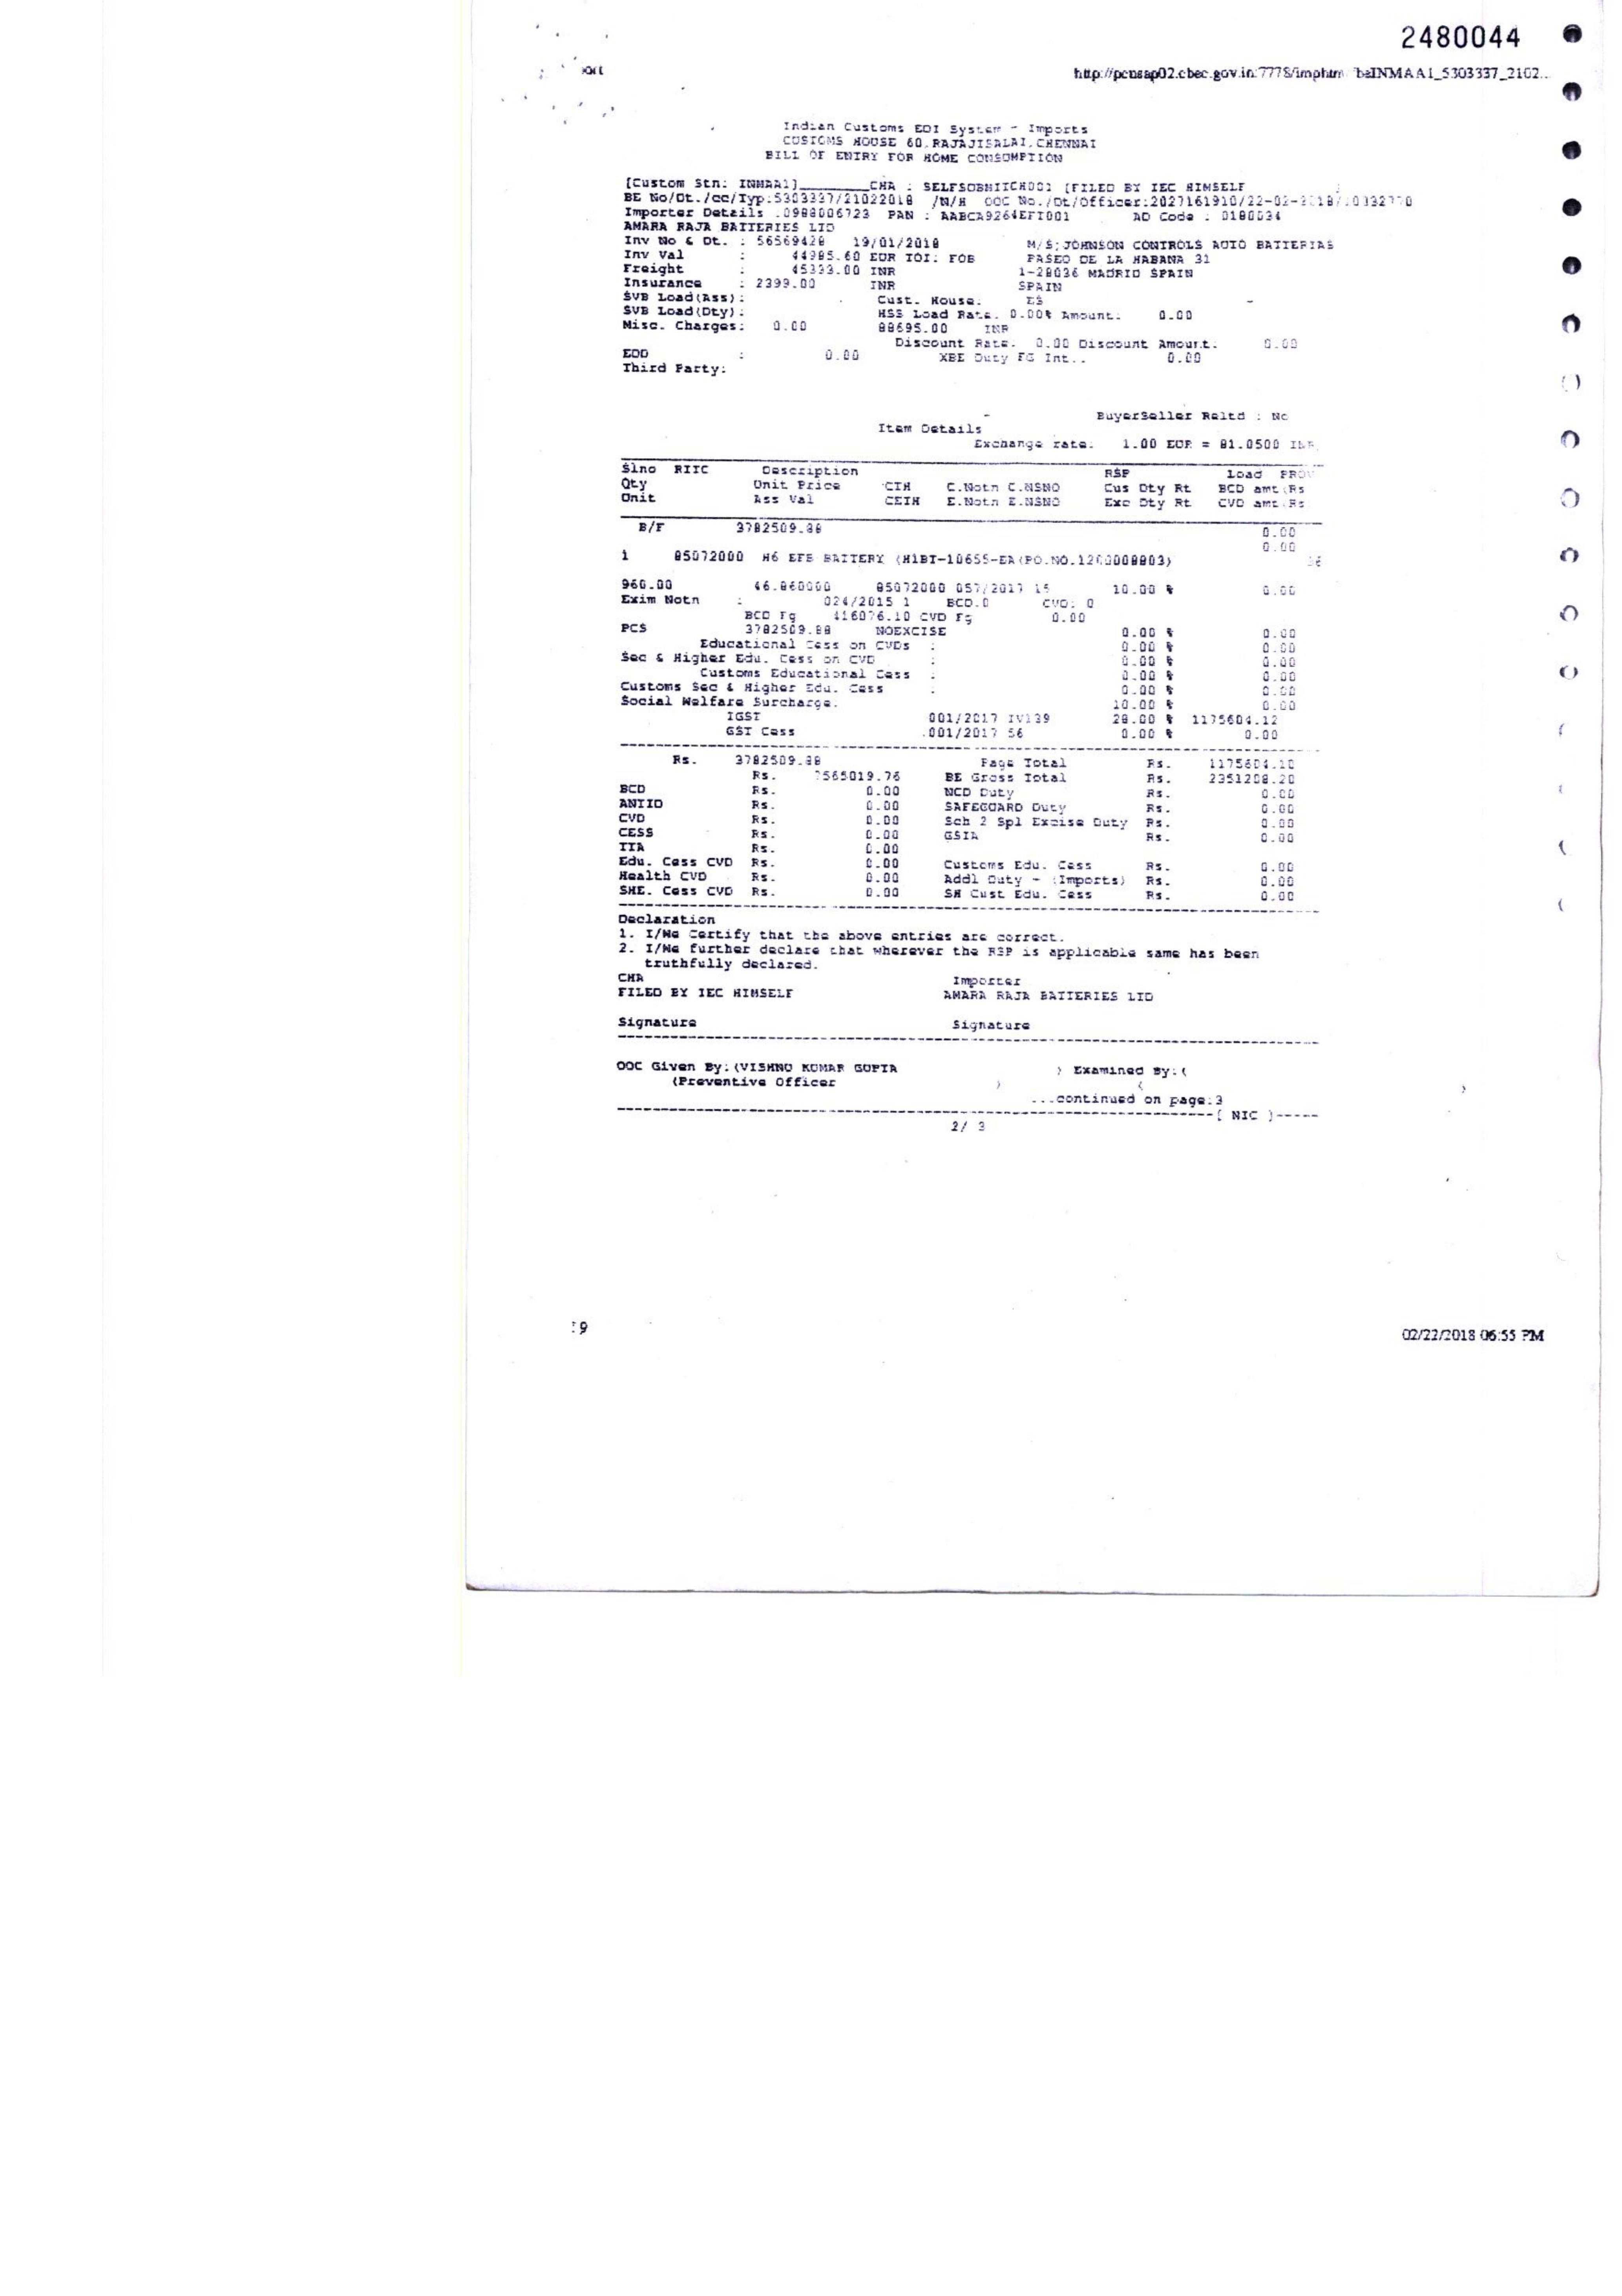 2480044
http://pcusap02.cbec.gov.in:7778/imphtm beINMAA1_5303337_2102...
Indian Customs EDI System - Imports
CUSTOMS HOUSE 60,RAJAJISALAI,CHENNAI
BILL OF ENTRY FOR HOME CONSUMPTION
[Custom Stn: INMAA1]________CHA : SELFSUBMITCH001 [FILED BY IEC HIMSELF
BE No/Dt./cc/Typ:5303337/21022018 /N/H OOC No./Dt/Officer:2027161910/22-02-2018/
Importer Details :0988006723 PAN : AABCA9264EFT001 AD Code : 0180034
AMARA RAJA BATTERIES LTD
Inv No & Dt. : 56569428 19/01/2018 M/S;JOHNSON CONTROLS AUTO BATTERIAS
Inv Val : 44985.60 EUR TOI: FOB PASEO DE LA HABANA 31
Freight : 45333.00 INR 1-28036 MADRID SPAIN
Insurance : 2399.00 INR SPAIN
SVB Load(Ass): Cust. House: ES
SVB Load(Dty): HSS Load Rate: 0.00% Amount: 0.00
Misc. Charges: 0.00 88695.00 INR
Discount Rate: 0.00 Discount Amount: 0.00
EDD : 0.00 XBE Duty FG Int.. 0.00
Third Party:
BuyerSeller Reltd : No
Item Details
Exchange rate: 1.00 EUR = 81.0500 INR
Slno RITC Description RSP Load PROV
Qty Unit Price CTH C.Notn C.NSNO Cus Dty Rt BCD amt(Rs
Unit Ass Val CETH E.Notn E.NSNO Exc Dty Rt CVD amt(Rs
B/F 3782509.88 0.00
0.00
1 85072000 H6 EFB BATTERY (H1BT-10655-EA(PO.NO.1200008803)
960.00 46.860000 85072000 057/2017 15 10.00 % 0.00
Exim Notn : 024/2015 1 BCD:0 CVD: 0
BCD Fg 416076.10 CVD Fg 0.00
PCS 3782509.88 NOEXCISE 0.00 % 0.00
Educational Cess on CVDs : 0.00 % 0.00
Sec & Higher Edu. Cess on CVD : 0.00 % 0.00
Customs Educational Cess : 0.00 % 0.00
Customs Sec & Higher Edu. Cess : 0.00 % 0.00
Social Welfare Surcharge: 10.00 % 0.00
IGST 001/2017 IV139 28.00 % 1175604.12
GST Cess 001/2017 56 0.00 % 0.00
Rs. 3782509.88 Page Total Rs. 1175604.10
Rs. 7565019.76 BE Gross Total Rs. 2351208.20
BCD Rs. 0.00 NCD Duty Rs. 0.00
ANTID Rs. 0.00 SAFEGUARD Duty Rs. 0.00
CVD Rs. 0.00 Sch 2 Spl Excise Duty Rs. 0.00
CESS Rs. 0.00 GSIA Rs. 0.00
TTA Rs. 0.00
Edu. Cess CVD Rs. 0.00 Customs Edu. Cess Rs. 0.00
Health CVD Rs. 0.00 Addl Duty - (Imports) Rs. 0.00
SHE. Cess CVD Rs. 0.00 SH Cust Edu. Cess Rs. 0.00
Declaration
1. I/We Certify that the above entries are correct.
2. I/We further declare that wherever the RSP is applicable same has been
truthfully declared.
CHA Importer
FILED BY IEC HIMSELF AMARA RAJA BATTERIES LTD
Signature Signature
OOC Given By:(VISHNU KUMAR GUPTA ) Examined By:(
(Preventive Officer ) ( )
...continued on page:3
( NIC )
2/ 3
9
02/22/2018 06:55 PM